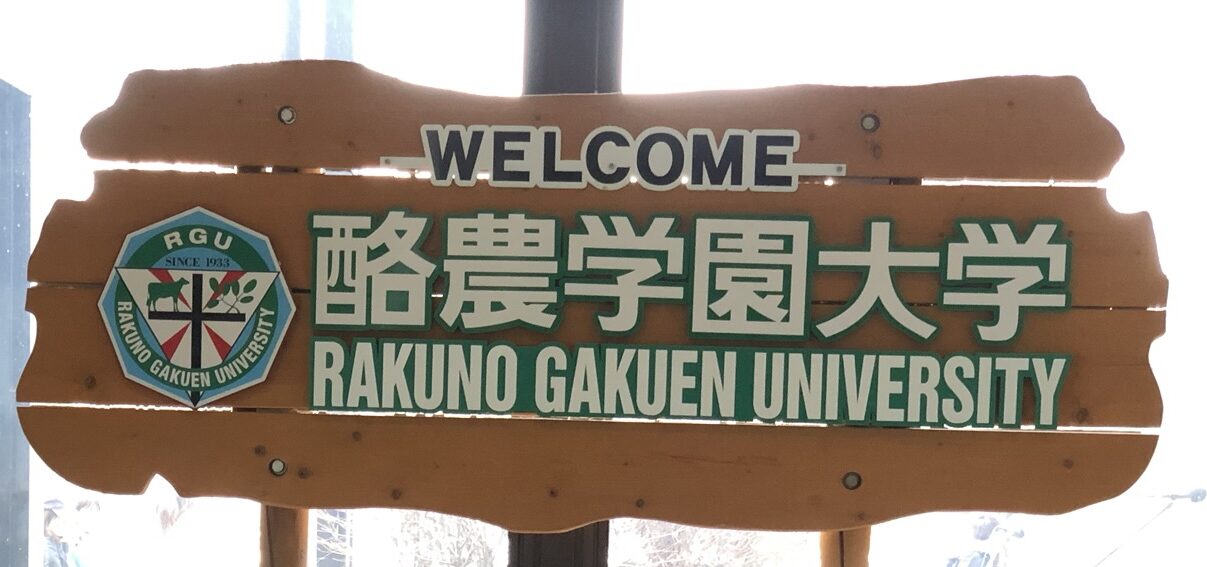 WELCOME
RGU
SINCE 1933
RAKUNO GAKUEN UNIVERSITY
酪農学園大学
RAKUNO GAKUEN UNIVERSITY